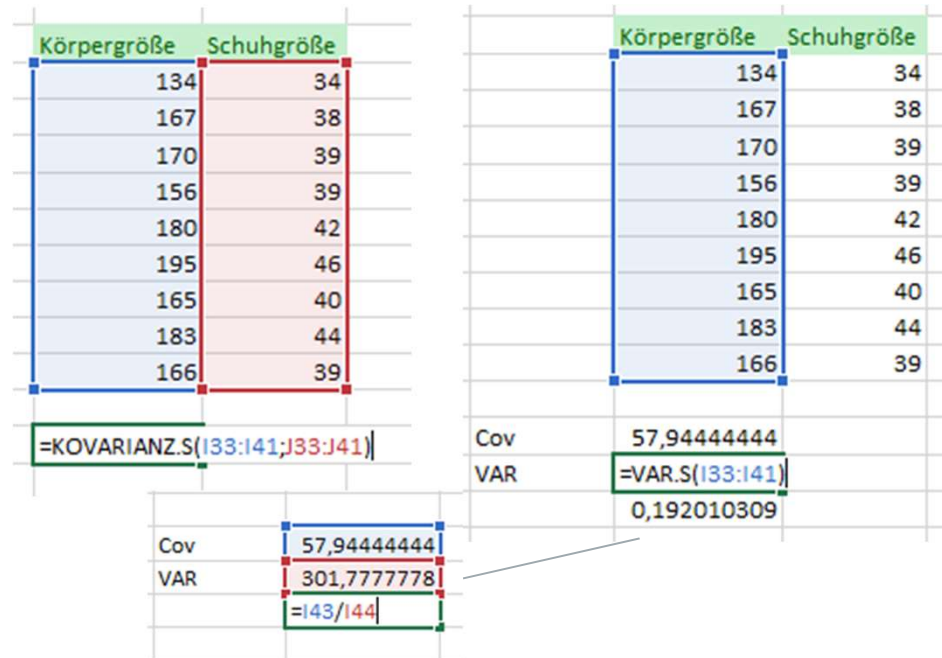 Körpergröße Schuhgröße
134 34
167 38
170 39
156 39
180 42
195 46
165 40
183 44
166 39
=KOVARIANZ.S(I33:I41;J33:J41)
Cov 57,94444444
VAR 301,7777778
=I43/I44
Körpergröße Schuhgröße
134 34
167 38
170 39
156 39
180 42
195 46
165 40
183 44
166 39
Cov 57,94444444
VAR =VAR.S(I33:I41)
0,192010309